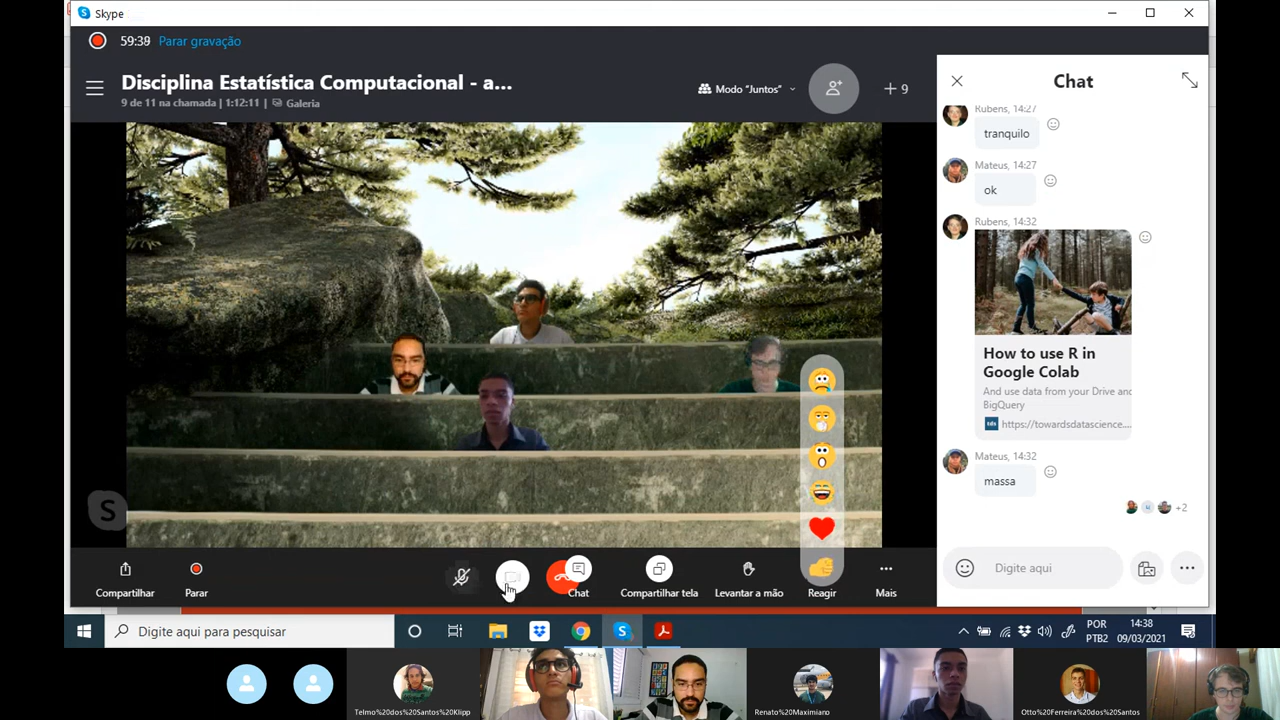 Skype
59:39 Parar gravação
Disciplina Estatística Computacional - a...
9 de 11 na chamada | 1:12:11 | Galeria
Modo "Juntos"
+ 9
Chat
Rubens, 14:27
tranquilo
Mateus, 14:27
ok
Rubens, 14:32
How to use R in
Google Colab
And use data from your Drive and
BigQuery
tds https://towardsdatascience....
Mateus, 14:32
massa
+2
S
Compartilhar
Parar
Chat
Compartilhar tela
Levantar a mão
Reagir
Mais
Digite aqui
Digite aqui para pesquisar
POR
PTB2
14:38
09/03/2021
Telmo%20dos%20Santos%20Klipp
Renato%20Maximiano
Otto%20Ferreira%20dos%20Santos